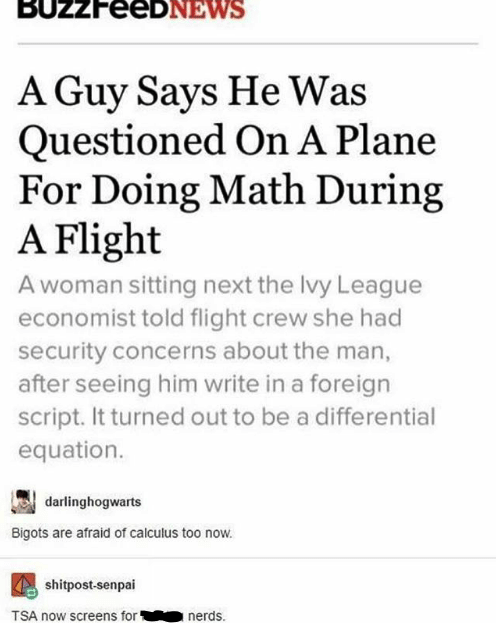 BUZZFEEDNEWS
A Guy Says He Was
Questioned On A Plane
For Doing Math During
A Flight
A woman sitting next the Ivy League
economist told flight crew she had
security concerns about the man,
after seeing him write in a foreign
script. It turned out to be a differential
equation.
darlinghogwarts
Bigots are afraid of calculus too now.
shitpost-senpai
TSA now screens for nerds.